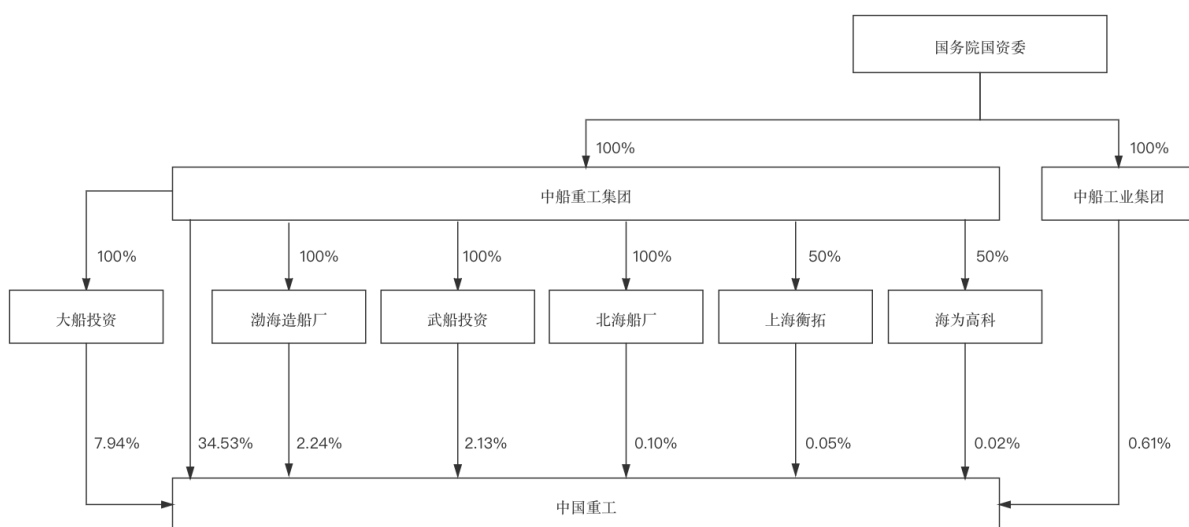 国务院国资委
100%
100%
中船重工集团
中船工业集团
100%
100%
100%
100%
50%
50%
大船投资
渤海造船厂
武船投资
北海船厂
上海衡拓
海为高科
7.94%
34.53%
2.24%
2.13%
0.10%
0.05%
0.02%
0.61%
中国重工